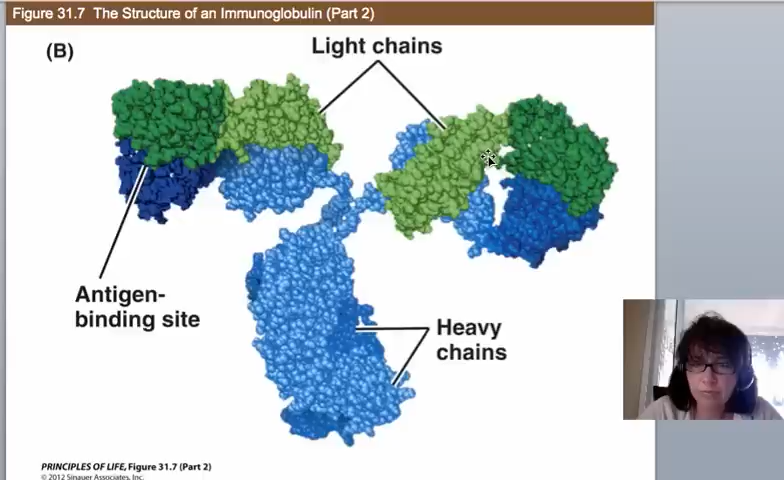 Figure 31.7 The Structure of an Immunoglobulin (Part 2)
(B)
Light chains
Antigen-
binding site
Heavy
chains
PRINCIPLES OF LIFE, Figure 31.7 (Part 2)
© 2012 Sinauer Associates, Inc.